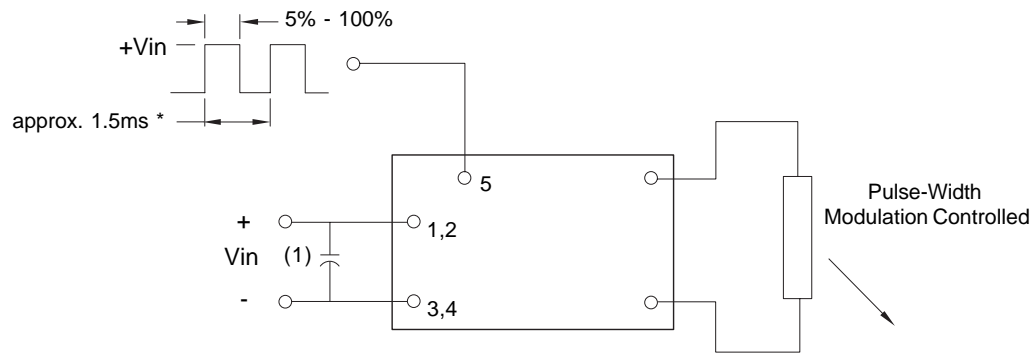 5% - 100%
+Vin
approx. 1.5ms *
5
+
1,2
Vin
(1)
-
3,4
Pulse-Width
Modulation Controlled